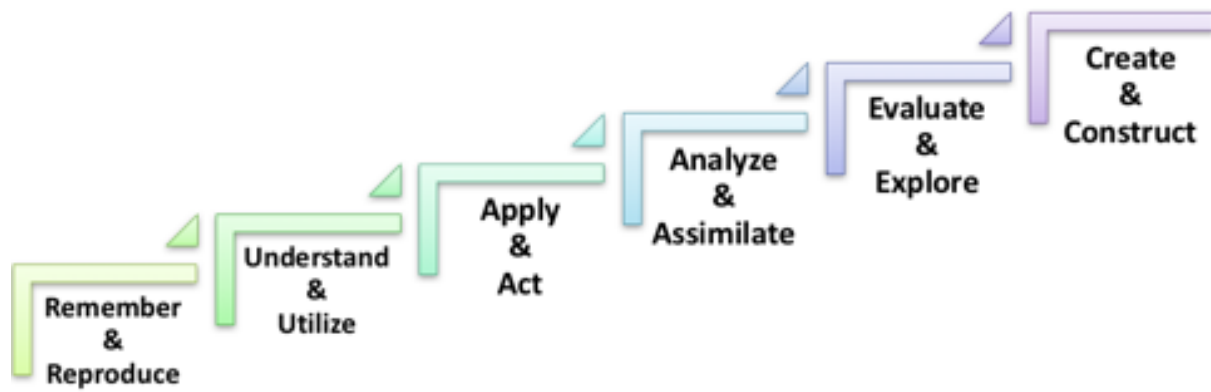 Remember
&
Reproduce
Understand
&
Utilize
Apply
&
Act
Analyze
&
Assimilate
Evaluate
&
Explore
Create
&
Construct